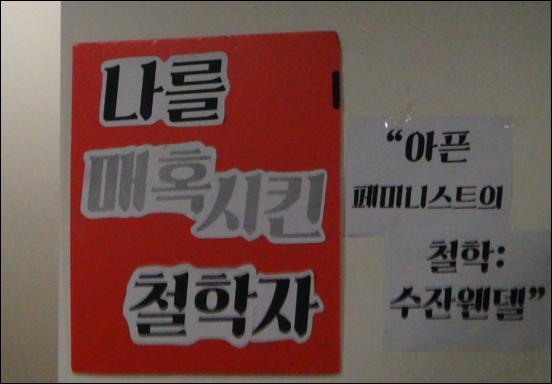 나를
매혹시킨
철학자
“아픈
페미니스트의
철학:
수잔웬델”